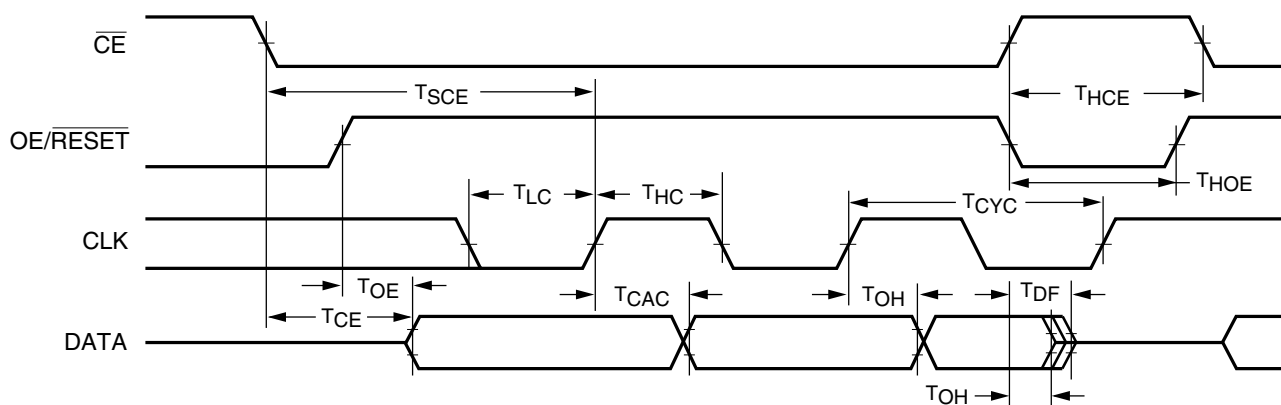 CE
TSCE
THCE
OE/RESET
TLC
THC
TCYC
THOE
CLK
TOE
TCAC
TOH
TDF
TCE
DATA
TOH